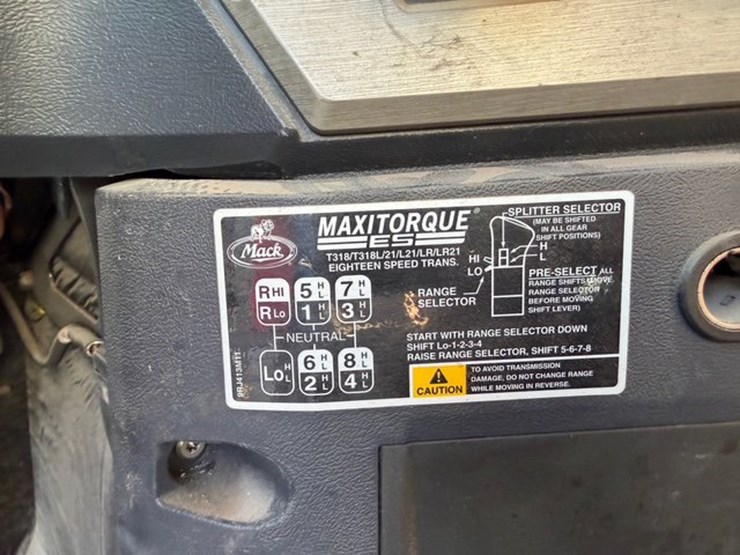 Mack
MAXITORQUE
ES
T318/T318L/21/L21/LR/LR21
EIGHTEEN SPEED TRANS.
R HI 5 H L 7 H L
R LO 1 H L 3 H L
NEUTRAL
Lo H L 6 H L 8 H L
2 H L 4 H L
SPLITTER SELECTOR
(MAY BE SHIFTED
IN ALL GEAR
SHIFT POSITIONS)
H
L
HI
LO
RANGE
SELECTOR
PRE-SELECT ALL
RANGE SHIFTS (MOVE
RANGE SELECTOR
BEFORE MOVING
SHIFT LEVER)
START WITH RANGE SELECTOR DOWN
SHIFT Lo-1-2-3-4
RAISE RANGE SELECTOR, SHIFT 5-6-7-8
CAUTION
TO AVOID TRANSMISSION
DAMAGE, DO NOT CHANGE RANGE
WHILE MOVING IN REVERSE.